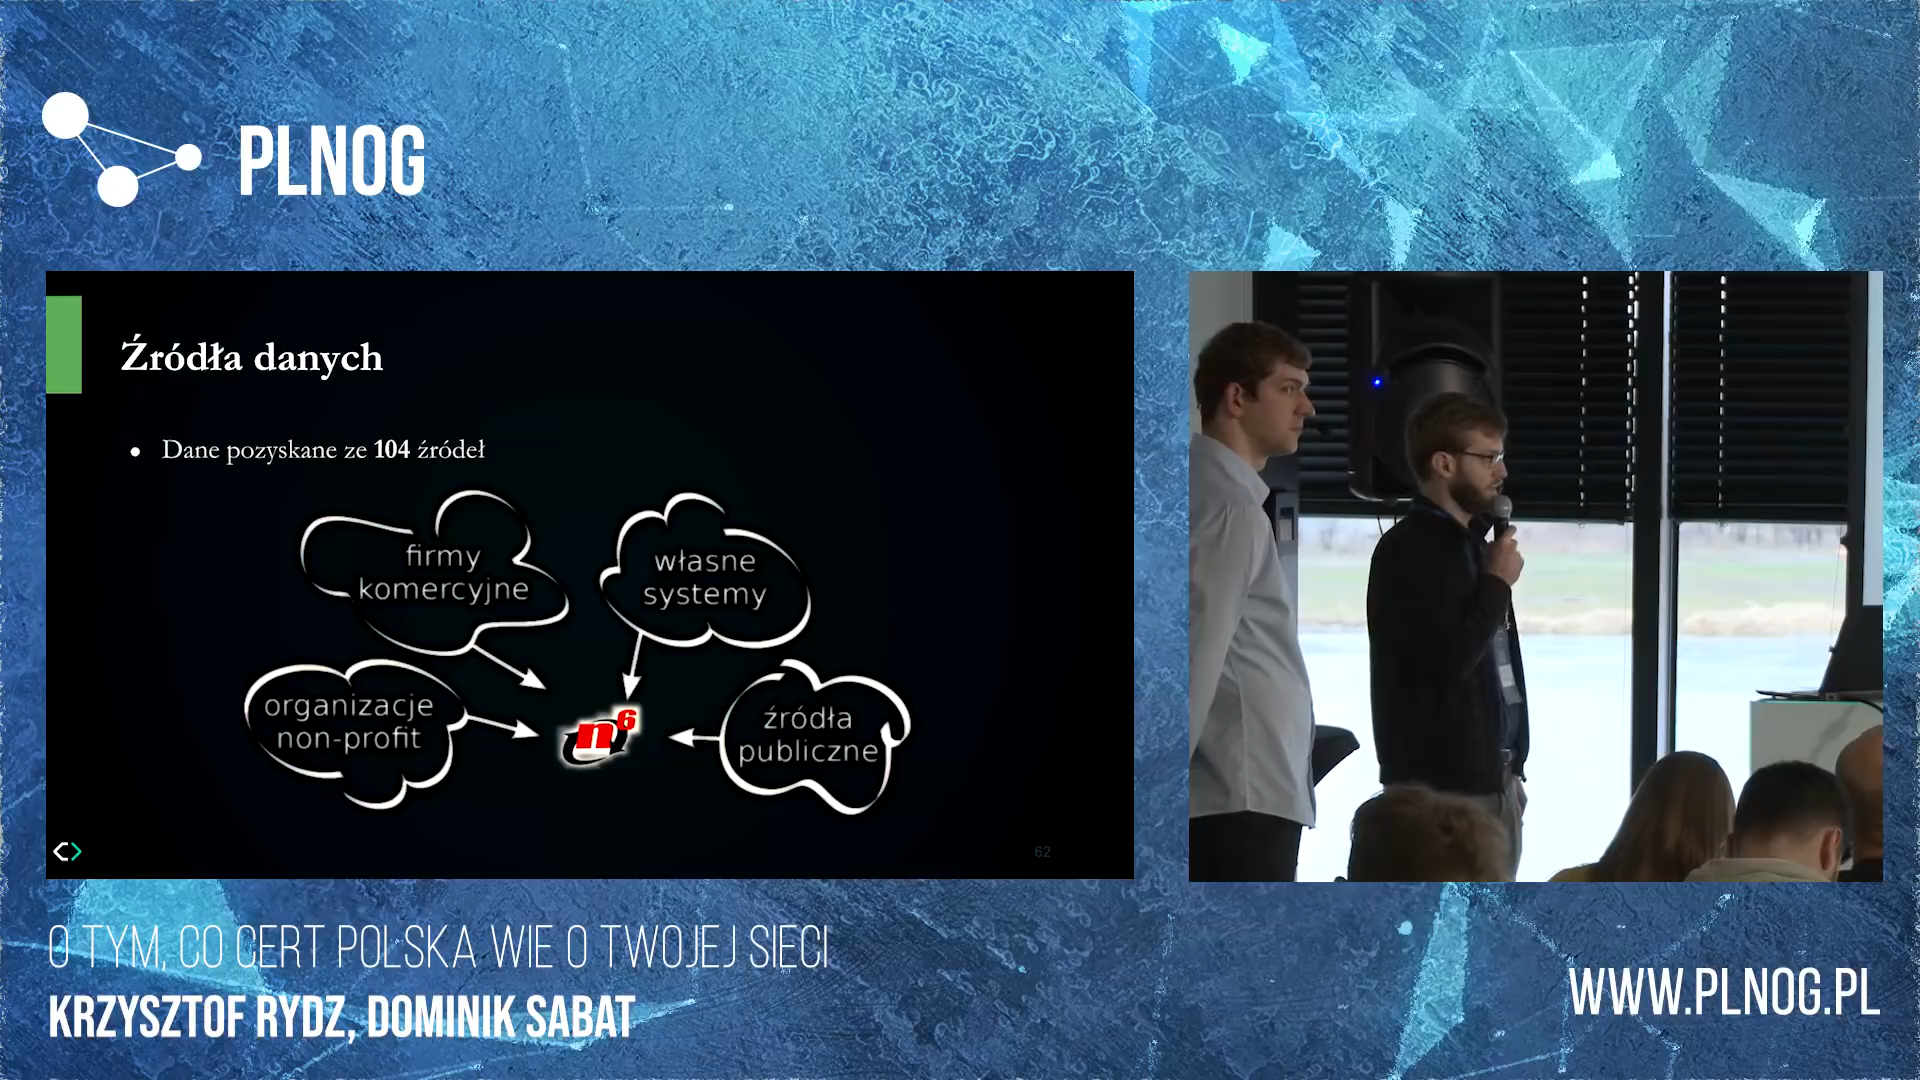 PLNOG
Źródła danych
● Dane pozyskane ze 104 źródeł
firmy
komercyjne
własne
systemy
organizacje
non-profit
n6
źródła
publiczne
62
O TYM, CO CERT POLSKA WIE O TWOJEJ SIECI
KRZYSZTOF RYDZ, DOMINIK SABAT
WWW.PLNOG.PL